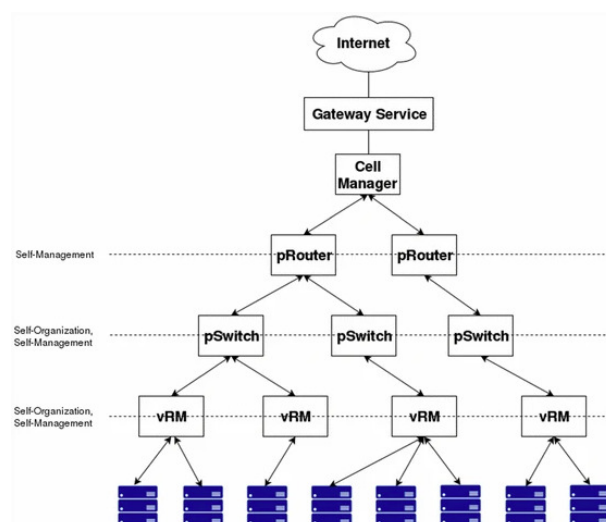 Internet
Gateway Service
Cell
Manager
Self-Management
pRouter
pRouter
Self-Organization,
Self-Management
pSwitch
pSwitch
pSwitch
Self-Organization,
Self-Management
vRM
vRM
vRM
vRM